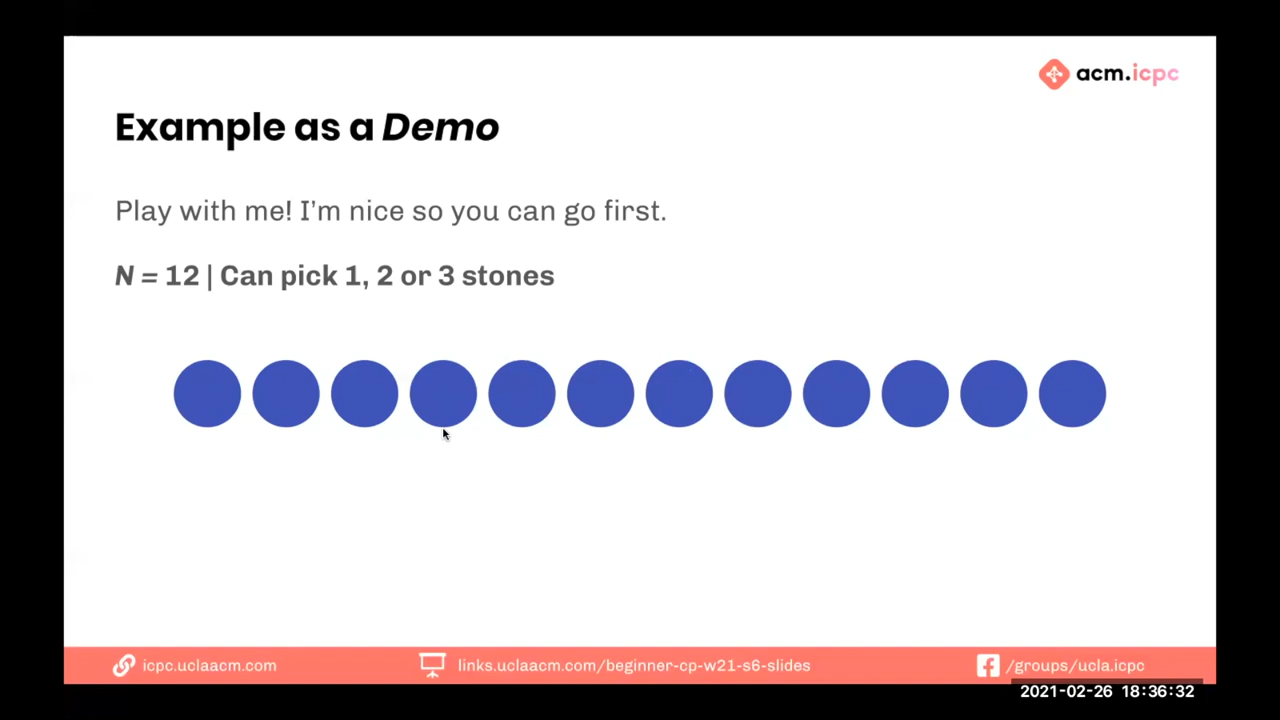 acm.icpc
Example as a Demo
Play with me! I'm nice so you can go first.
N = 12 | Can pick 1, 2 or 3 stones
icpc.uclaacm.com
links.uclaacm.com/beginner-cp-w21-s6-slides
/groups/ucla.icpc
2021-02-26 18:36:32